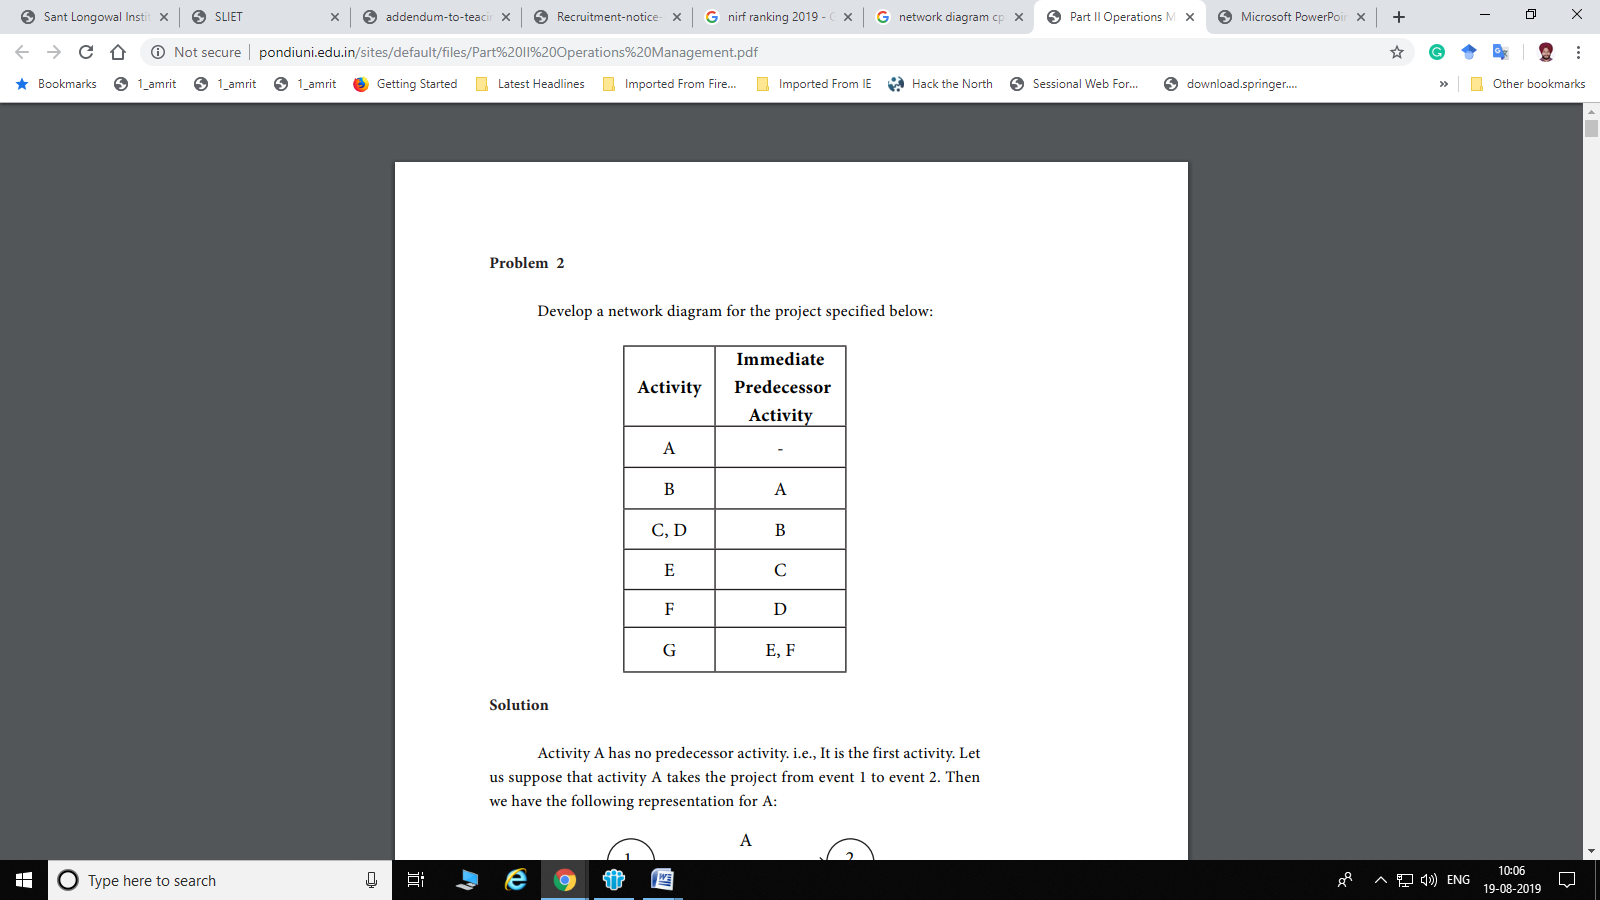 Sant Longowal Instit
SLIET
addendum-to-teacin
Recruitment-notice-
nirf ranking 2019 - G
network diagram cp
Part II Operations M
Microsoft PowerPoin
Not secure
pondiuni.edu.in/sites/default/files/Part%20II%20Operations%20Management.pdf
Bookmarks
1_amrit
1_amrit
1_amrit
Getting Started
Latest Headlines
Imported From Fire...
Imported From IE
Hack the North
Sessional Web For...
download.springer....
»
Other bookmarks
Problem 2
Develop a network diagram for the project specified below:
Activity
Immediate
Predecessor
Activity
A -
B A
C, D B
E C
F D
G E, F
Solution
Activity A has no predecessor activity. i.e., It is the first activity. Let
us suppose that activity A takes the project from event 1 to event 2. Then
we have the following representation for A:
A
1 2
Type here to search
ENG
10:06
19-08-2019